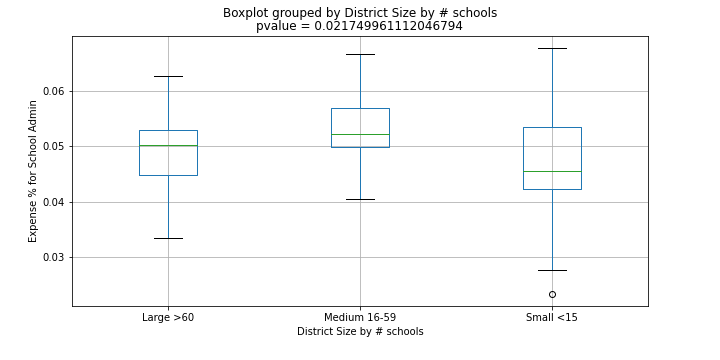 Boxplot grouped by District Size by # schools
pvalue = 0.021749961112046794
Expense % for School Admin
0.06
0.05
0.04
0.03
Large >60
Medium 16-59
Small <15
District Size by # schools